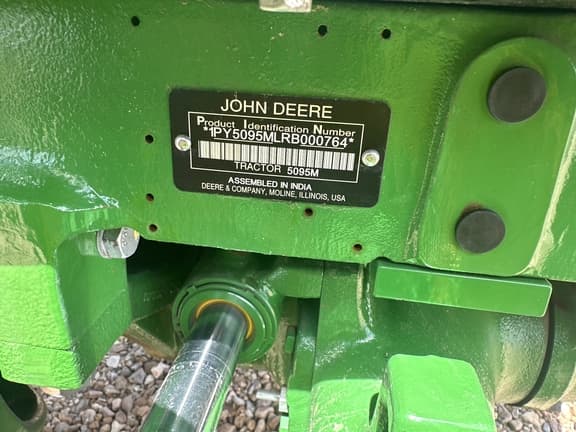 JOHN DEERE
Product Identification Number
*1PY5095MLRB000764*
TRACTOR 5095M
ASSEMBLED IN INDIA
DEERE & COMPANY, MOLINE, ILLINOIS, USA